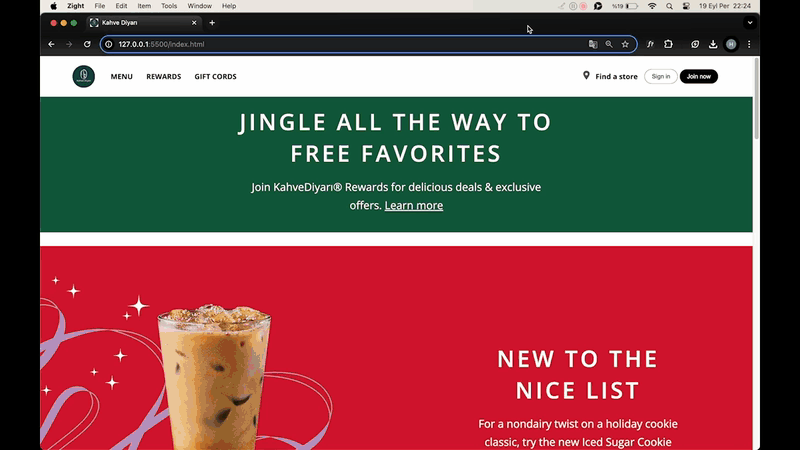 Zight File Edit Item Tools Window Help %19 19 Eyl Per 22:24
Kahve Diyarı
127.0.0.1:5500/index.html
MENU REWARDS GIFT CORDS Find a store Sign in Join now
JINGLE ALL THE WAY TO
FREE FAVORITES
Join KahveDiyarı® Rewards for delicious deals & exclusive
offers. Learn more
NEW TO THE
NICE LIST
For a nondairy twist on a holiday cookie
classic, try the new Iced Sugar Cookie